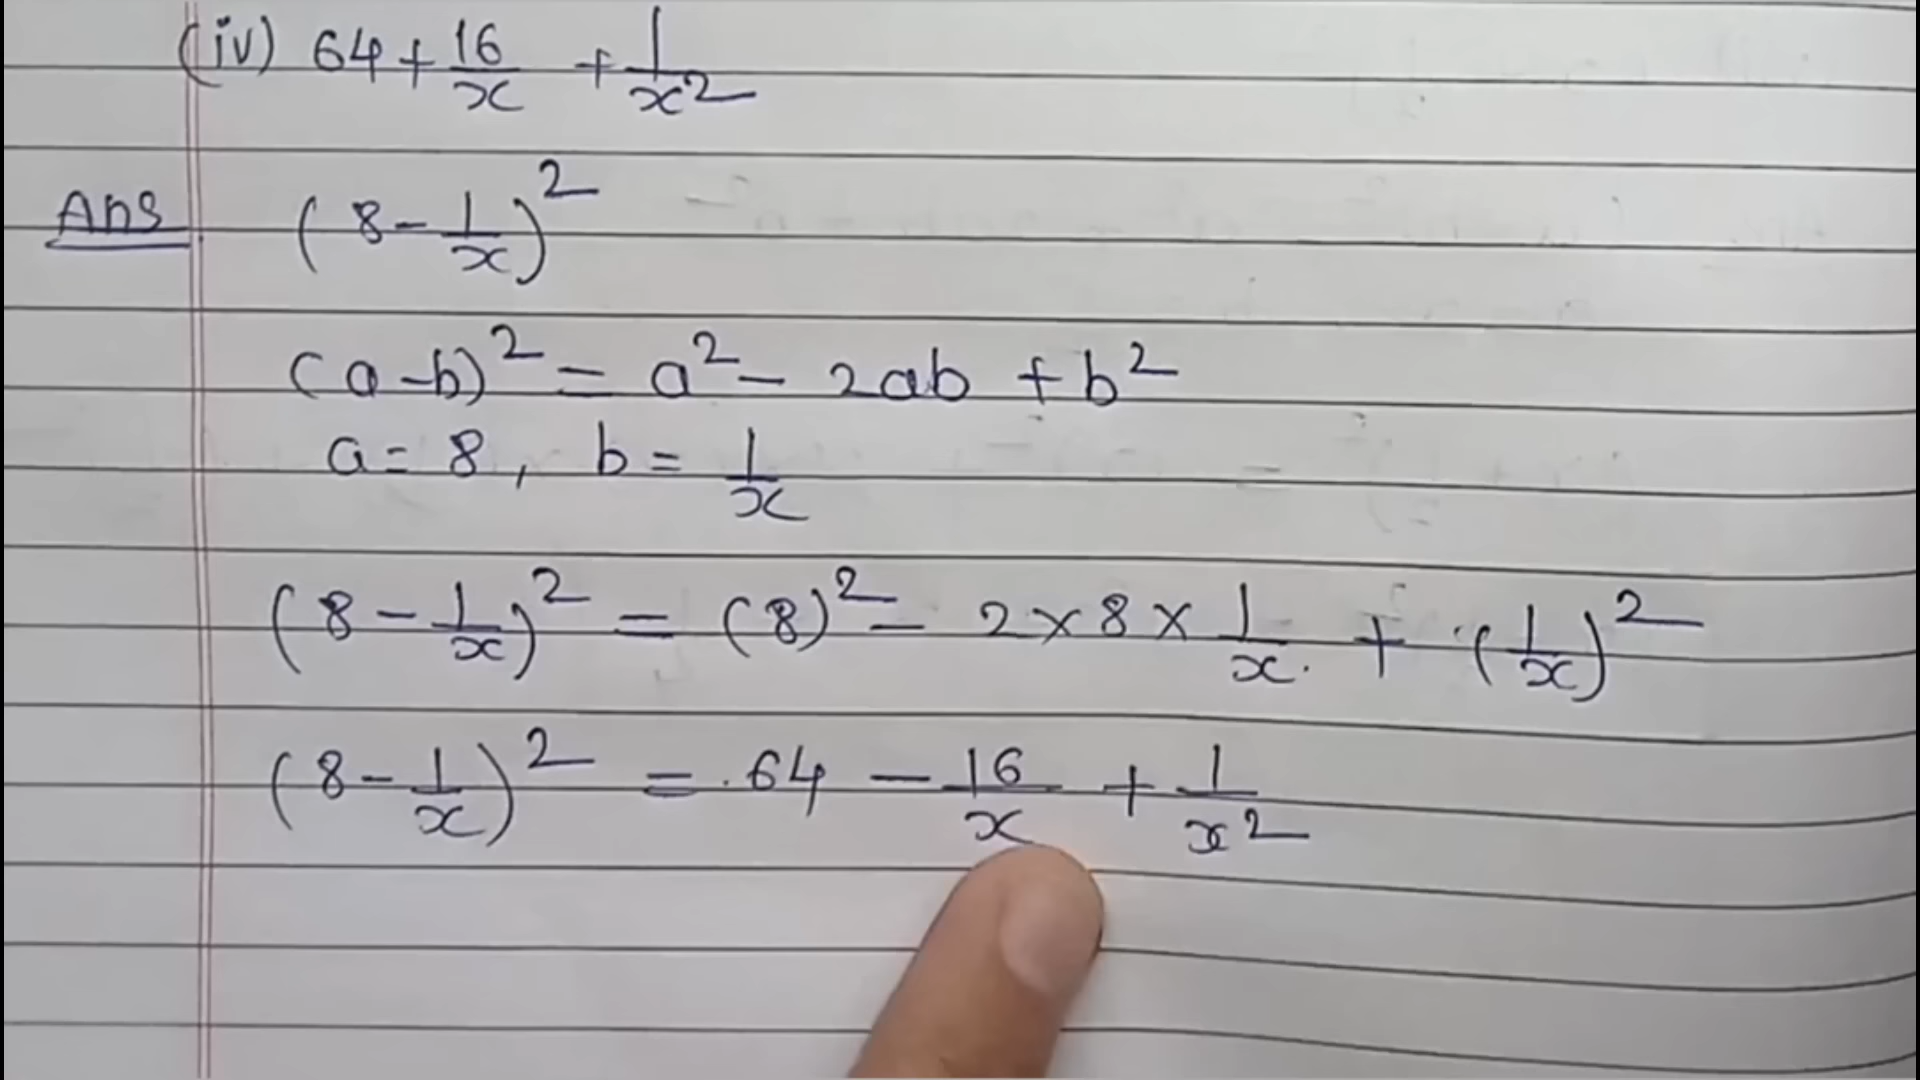 (iv) 64 + 16/x + 1/x²
Ans (8 - 1/x)²
(a-b)² = a² - 2ab + b²
a = 8, b = 1/x
(8 - 1/x)² = (8)² - 2 × 8 × 1/x + (1/x)²
(8 - 1/x)² = 64 - 16/x + 1/x²